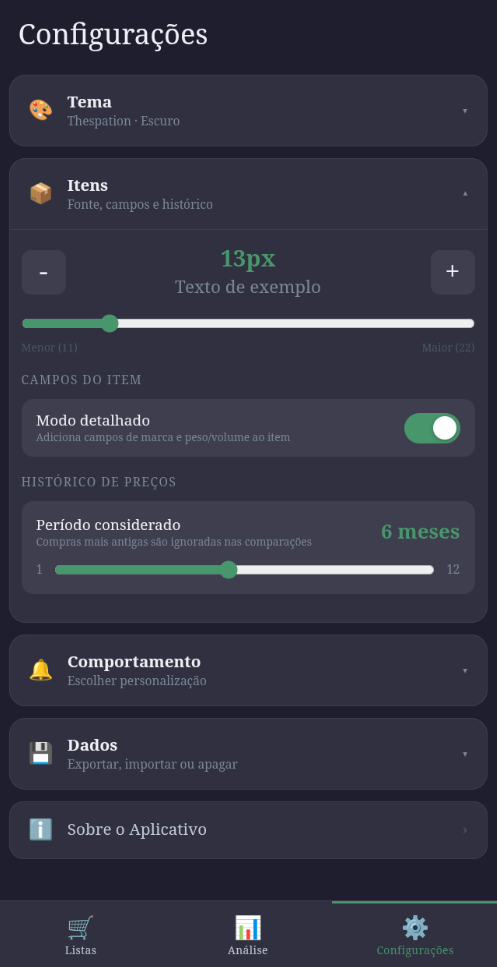 Configurações
Tema
Thespation · Escuro
Itens
Fonte, campos e histórico
-
13px
+
Texto de exemplo
Menor (11)
Maior (22)
CAMPOS DO ITEM
Modo detalhado
Adiciona campos de marca e peso/volume ao item
HISTÓRICO DE PREÇOS
Período considerado
Compras mais antigas são ignoradas nas comparações
6 meses
1
12
Comportamento
Escolher personalização
Dados
Exportar, importar ou apagar
Sobre o Aplicativo
Listas
Análise
Configurações